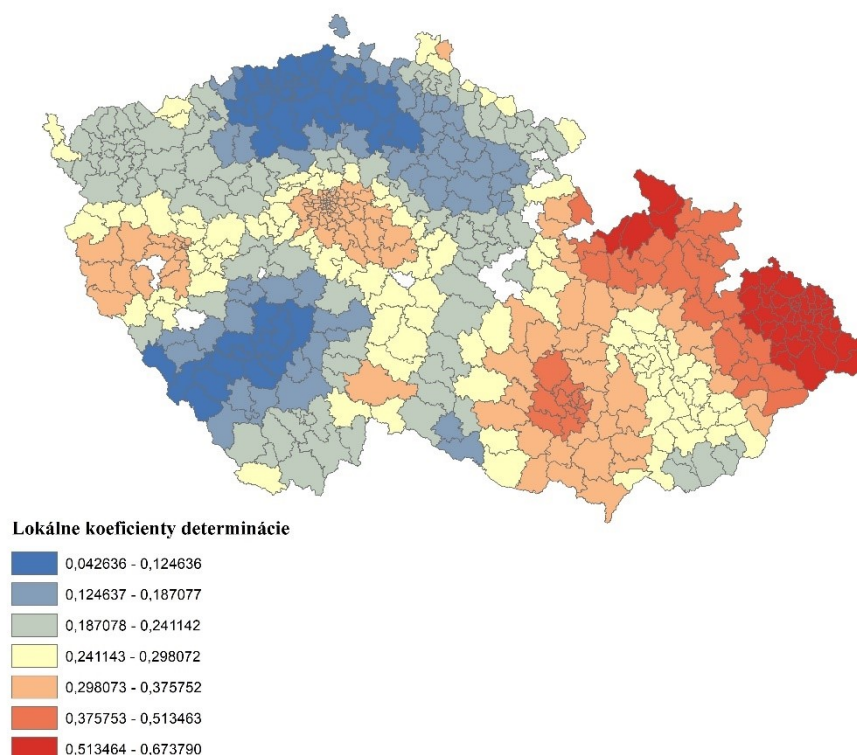 Lokálne koeficienty determinácie
0,042636 - 0,124636
0,124637 - 0,187077
0,187078 - 0,241142
0,241143 - 0,298072
0,298073 - 0,375752
0,375753 - 0,513463
0,513464 - 0,673790